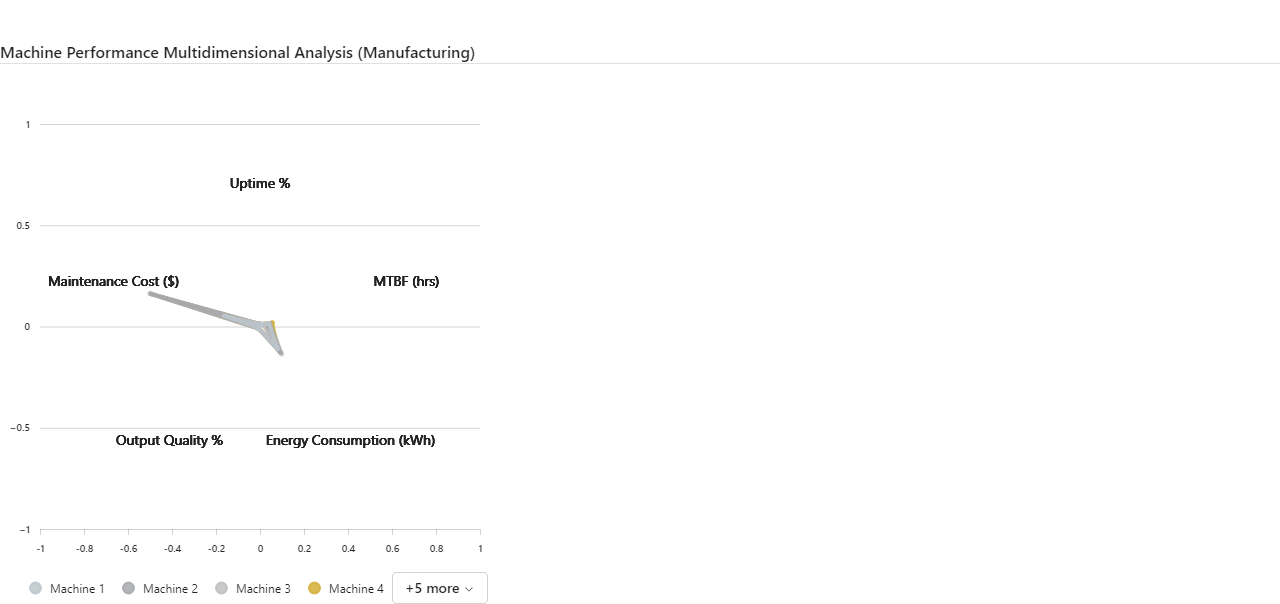 Machine Performance Multidimensional Analysis (Manufacturing)
1
Uptime %
0.5
Maintenance Cost ($) MTBF (hrs)
0
−0.5
Output Quality % Energy Consumption (kWh)
−1
-1 -0.8 -0.6 -0.4 -0.2 0 0.2 0.4 0.6 0.8 1
Machine 1 Machine 2 Machine 3 Machine 4 +5 more